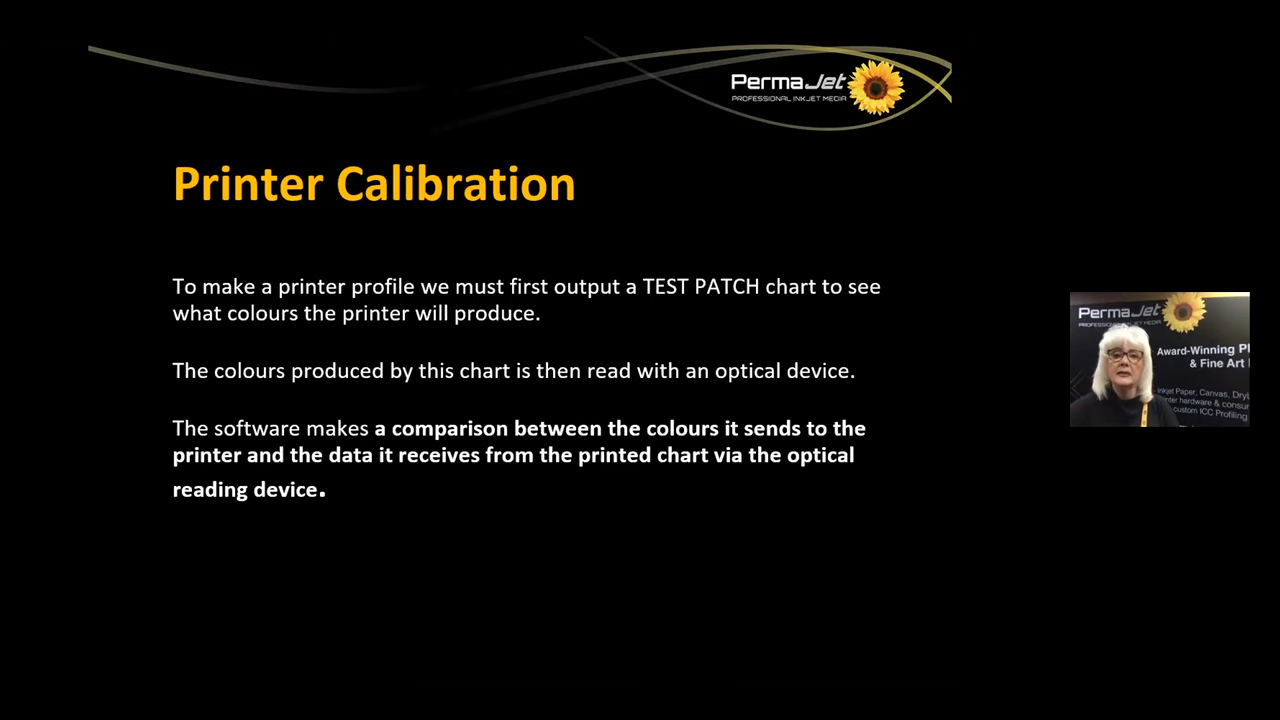 PermaJet
PROFESSIONAL INKJET MEDIA
Printer Calibration
To make a printer profile we must first output a TEST PATCH chart to see
what colours the printer will produce.
The colours produced by this chart is then read with an optical device.
The software makes a comparison between the colours it sends to the
printer and the data it receives from the printed chart via the optical
reading device.
PermaJet
PROFESSIONAL INKJET MEDIA
Award-Winning
& Fine Art
Inkjet Paper, Canvas,
hardware &
custom ICC Profiling